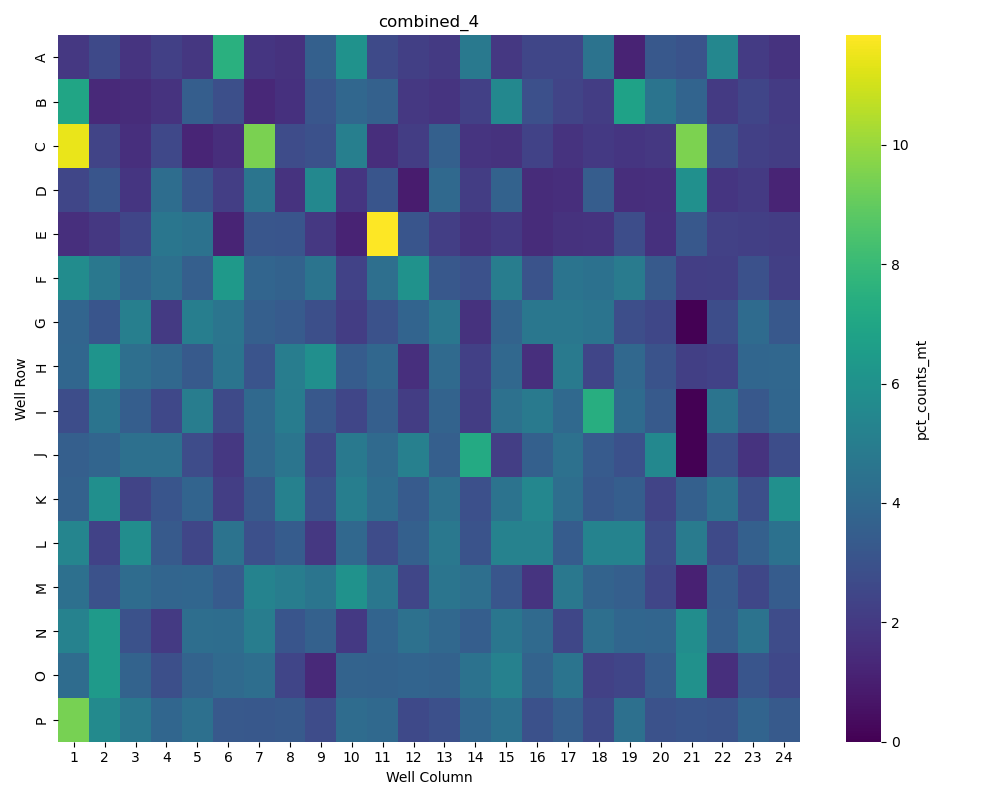 combined_4
A
B
C
D
E
F
G
H
I
J
K
L
M
N
O
P
Well Row
1 2 3 4 5 6 7 8 9 10 11 12 13 14 15 16 17 18 19 20 21 22 23 24
Well Column
10
8
6
4
2
0
pct_counts_mt